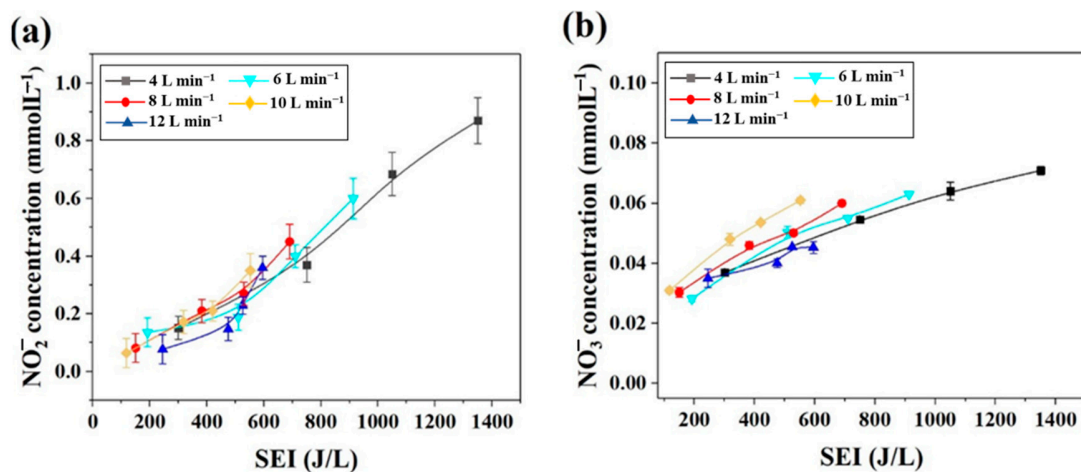 (a)
NO₂⁻ concentration (mmolL⁻¹)
1.0
0.8
0.6
0.4
0.2
0.0
4 L min⁻¹
6 L min⁻¹
8 L min⁻¹
10 L min⁻¹
12 L min⁻¹
0 200 400 600 800 1000 1200 1400
SEI (J/L)
(b)
NO₃⁻ concentration (mmolL⁻¹)
0.10
0.08
0.06
0.04
0.02
0.00
4 L min⁻¹
6 L min⁻¹
8 L min⁻¹
10 L min⁻¹
12 L min⁻¹
200 400 600 800 1000 1200 1400
SEI (J/L)